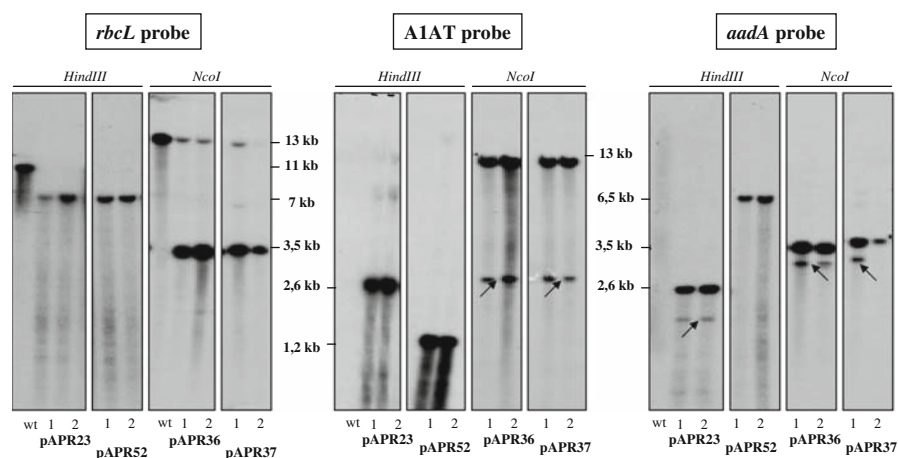 rbcL probe
A1AT probe
aadA probe
HindIII NcoI HindIII NcoI HindIII NcoI
13 kb
11 kb
7 kb
3,5 kb
2,6 kb
1,2 kb
13 kb
6,5 kb
3,5 kb
2,6 kb
wt 1 2 1 2 wt 1 2 1 2
pAPR23 pAPR52 pAPR36 pAPR37
wt 1 2 1 2 1 2 1 2
pAPR23 pAPR52 pAPR36 pAPR37
wt 1 2 1 2 1 2 1 2
pAPR23 pAPR52 pAPR36 pAPR37